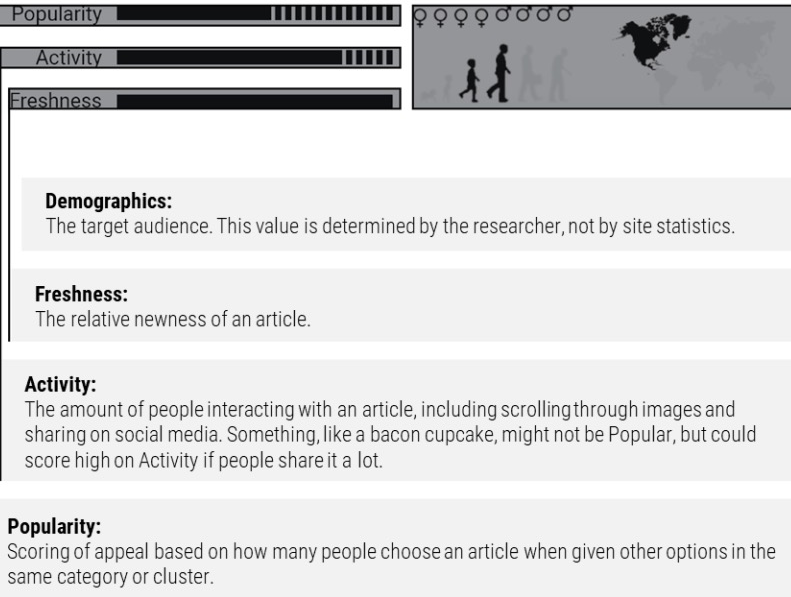 Popularity
Activity
Freshness
Demographics:
The target audience. This value is determined by the researcher, not by site statistics.
Freshness:
The relative newness of an article.
Activity:
The amount of people interacting with an article, including scrolling through images and
sharing on social media. Something, like a bacon cupcake, might not be Popular, but could
score high on Activity if people share it a lot.
Popularity:
Scoring of appeal based on how many people choose an article when given other options in the
same category or cluster.